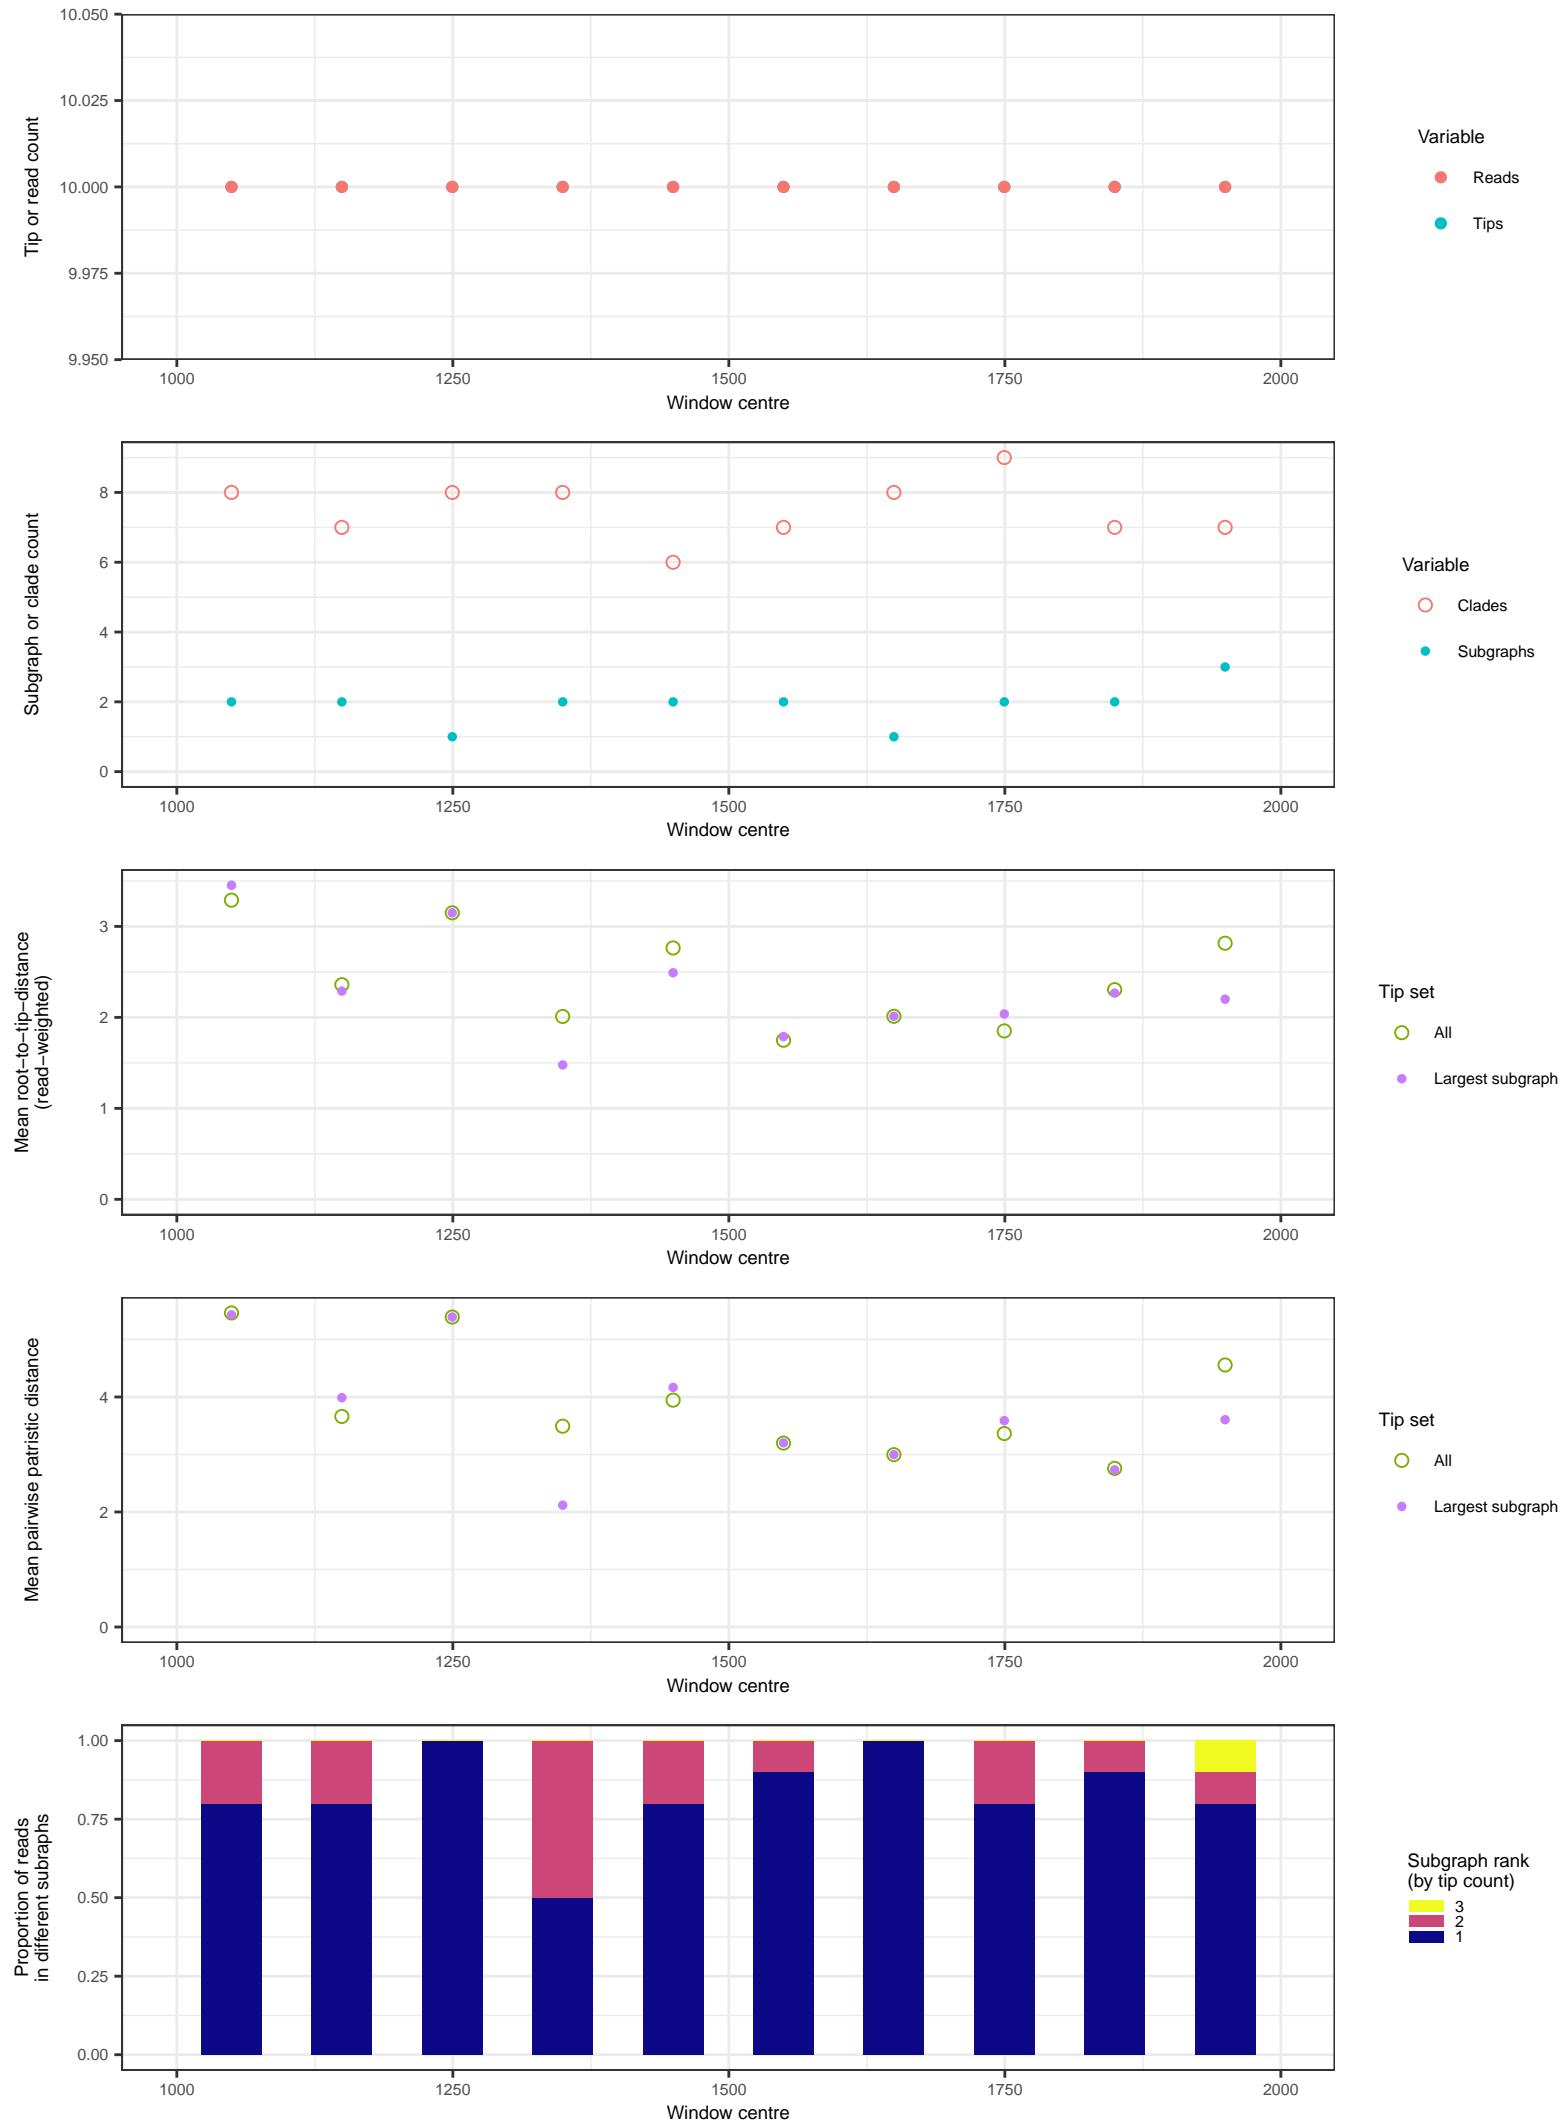 10.050
10.025
10.000
9.975
9.950
Tip or read count
1000 1250 1500 1750 2000
Window centre
Variable
Reads
Tips
8
6
4
2
0
Subgraph or clade count
1000 1250 1500 1750 2000
Window centre
Variable
Clades
Subgraphs
3
2
1
0
Mean root−to−tip−distance
(read−weighted)
1000 1250 1500 1750 2000
Window centre
Tip set
All
Largest subgraph
4
2
0
Mean pairwise patristic distance
1000 1250 1500 1750 2000
Window centre
Tip set
All
Largest subgraph
1.00
0.75
0.50
0.25
0.00
Proportion of reads
in different subraphs
1000 1250 1500 1750 2000
Window centre
Subgraph rank
(by tip count)
3
2
1